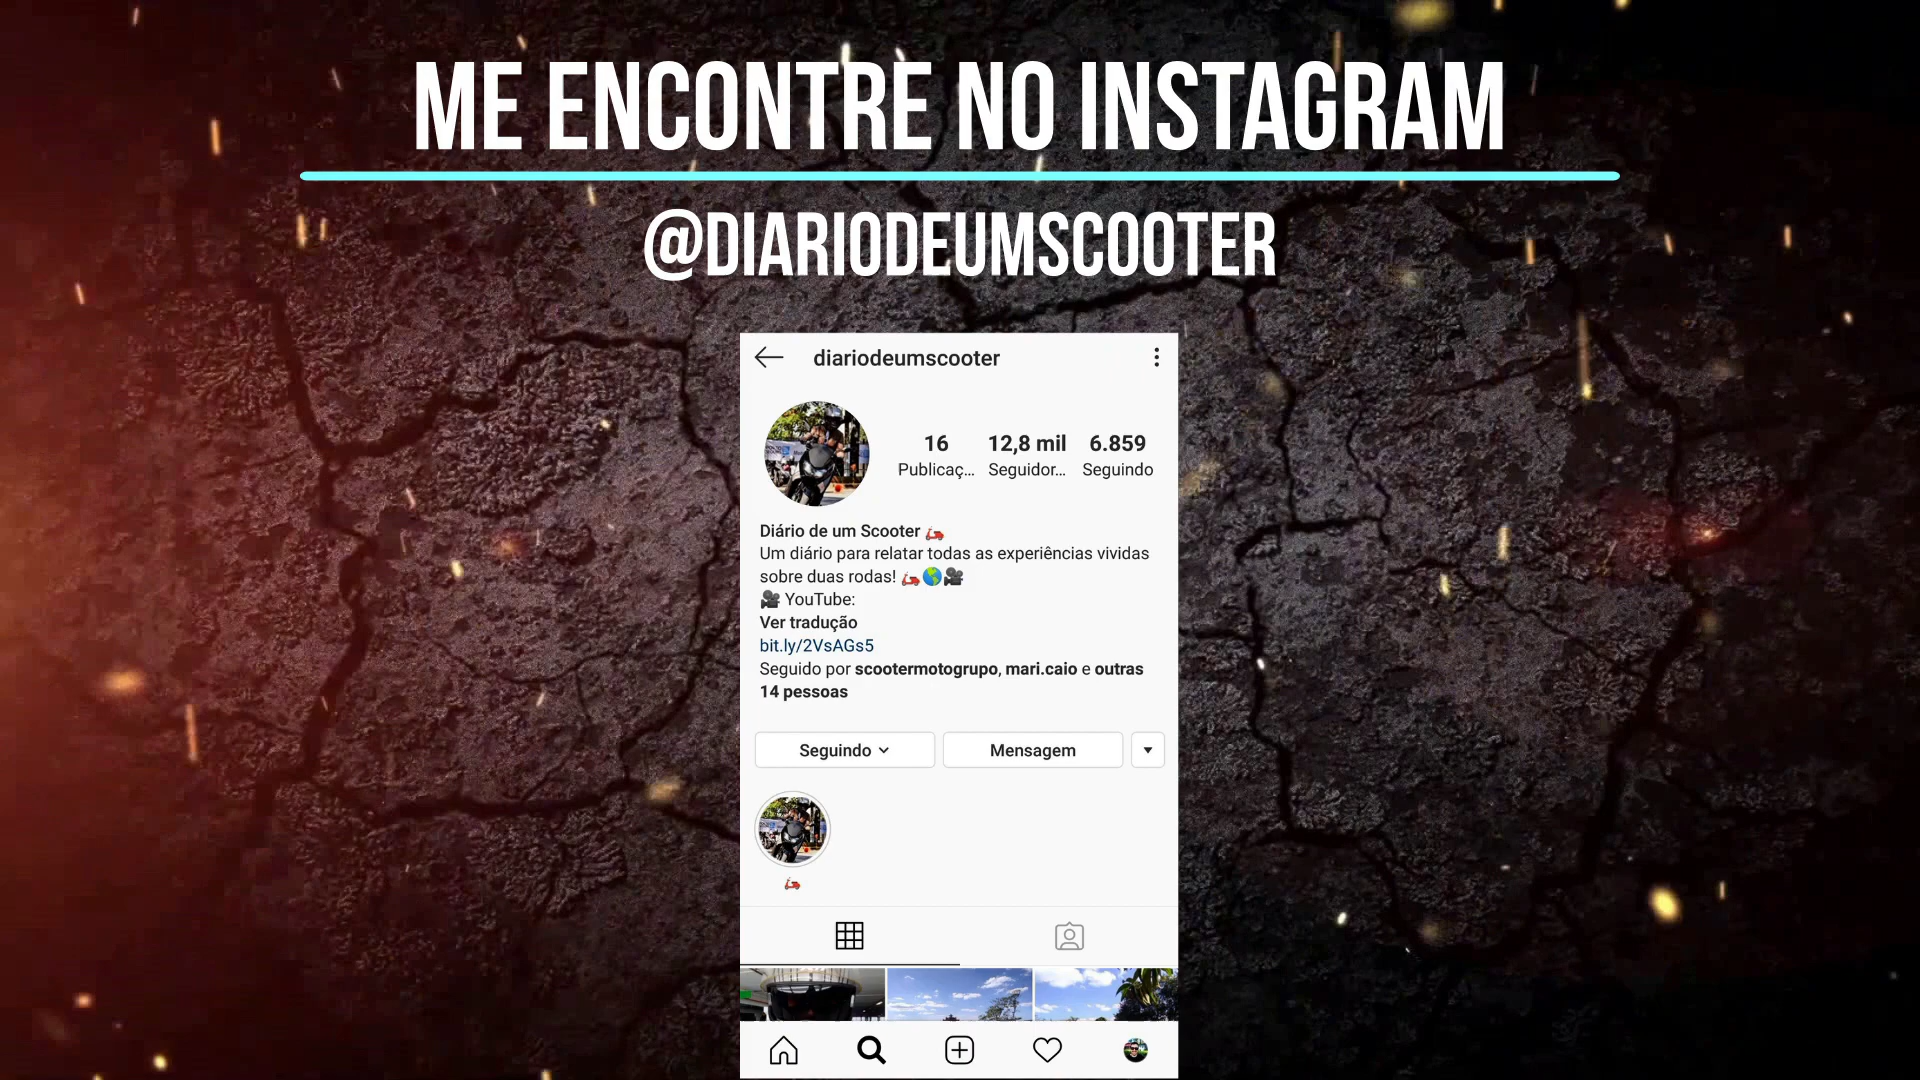 ME ENCONTRE NO INSTAGRAM
@DIARIODEUMSCOOTER
diariodeumscooter
16 12,8 mil 6.859
Publicaç... Seguidor... Seguindo
Diário de um Scooter 🛵
Um diário para relatar todas as experiências vividas
sobre duas rodas! 🛵🌎🎥
🎥 YouTube:
Ver tradução
bit.ly/2VsAGs5
Seguido por scootermotogrupo, mari.caio e outras
14 pessoas
Seguindo Mensagem
🛵